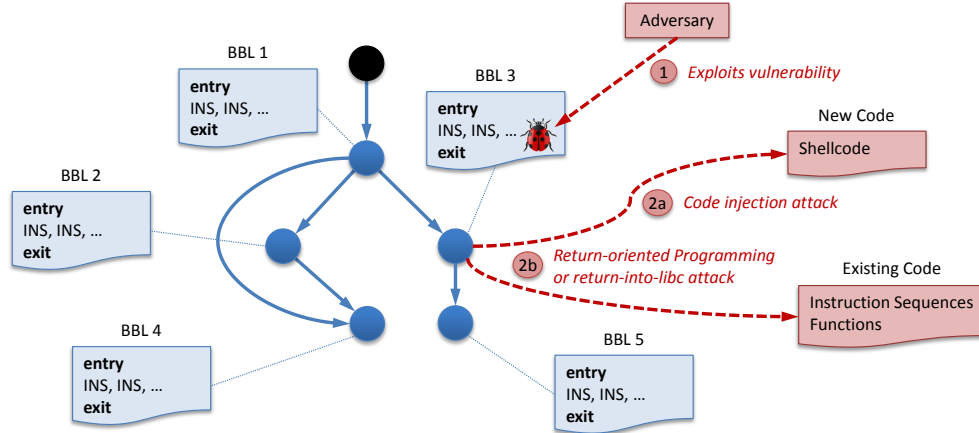 Adversary
BBL 1
BBL 3
1 Exploits vulnerability
entry
INS, INS, ...
exit
entry
INS, INS, ...
exit
New Code
Shellcode
BBL 2
2a Code injection attack
entry
INS, INS, ...
exit
2b Return-oriented Programming
or return-into-libc attack
Existing Code
Instruction Sequences
Functions
BBL 4
BBL 5
entry
INS, INS, ...
exit
entry
INS, INS, ...
exit